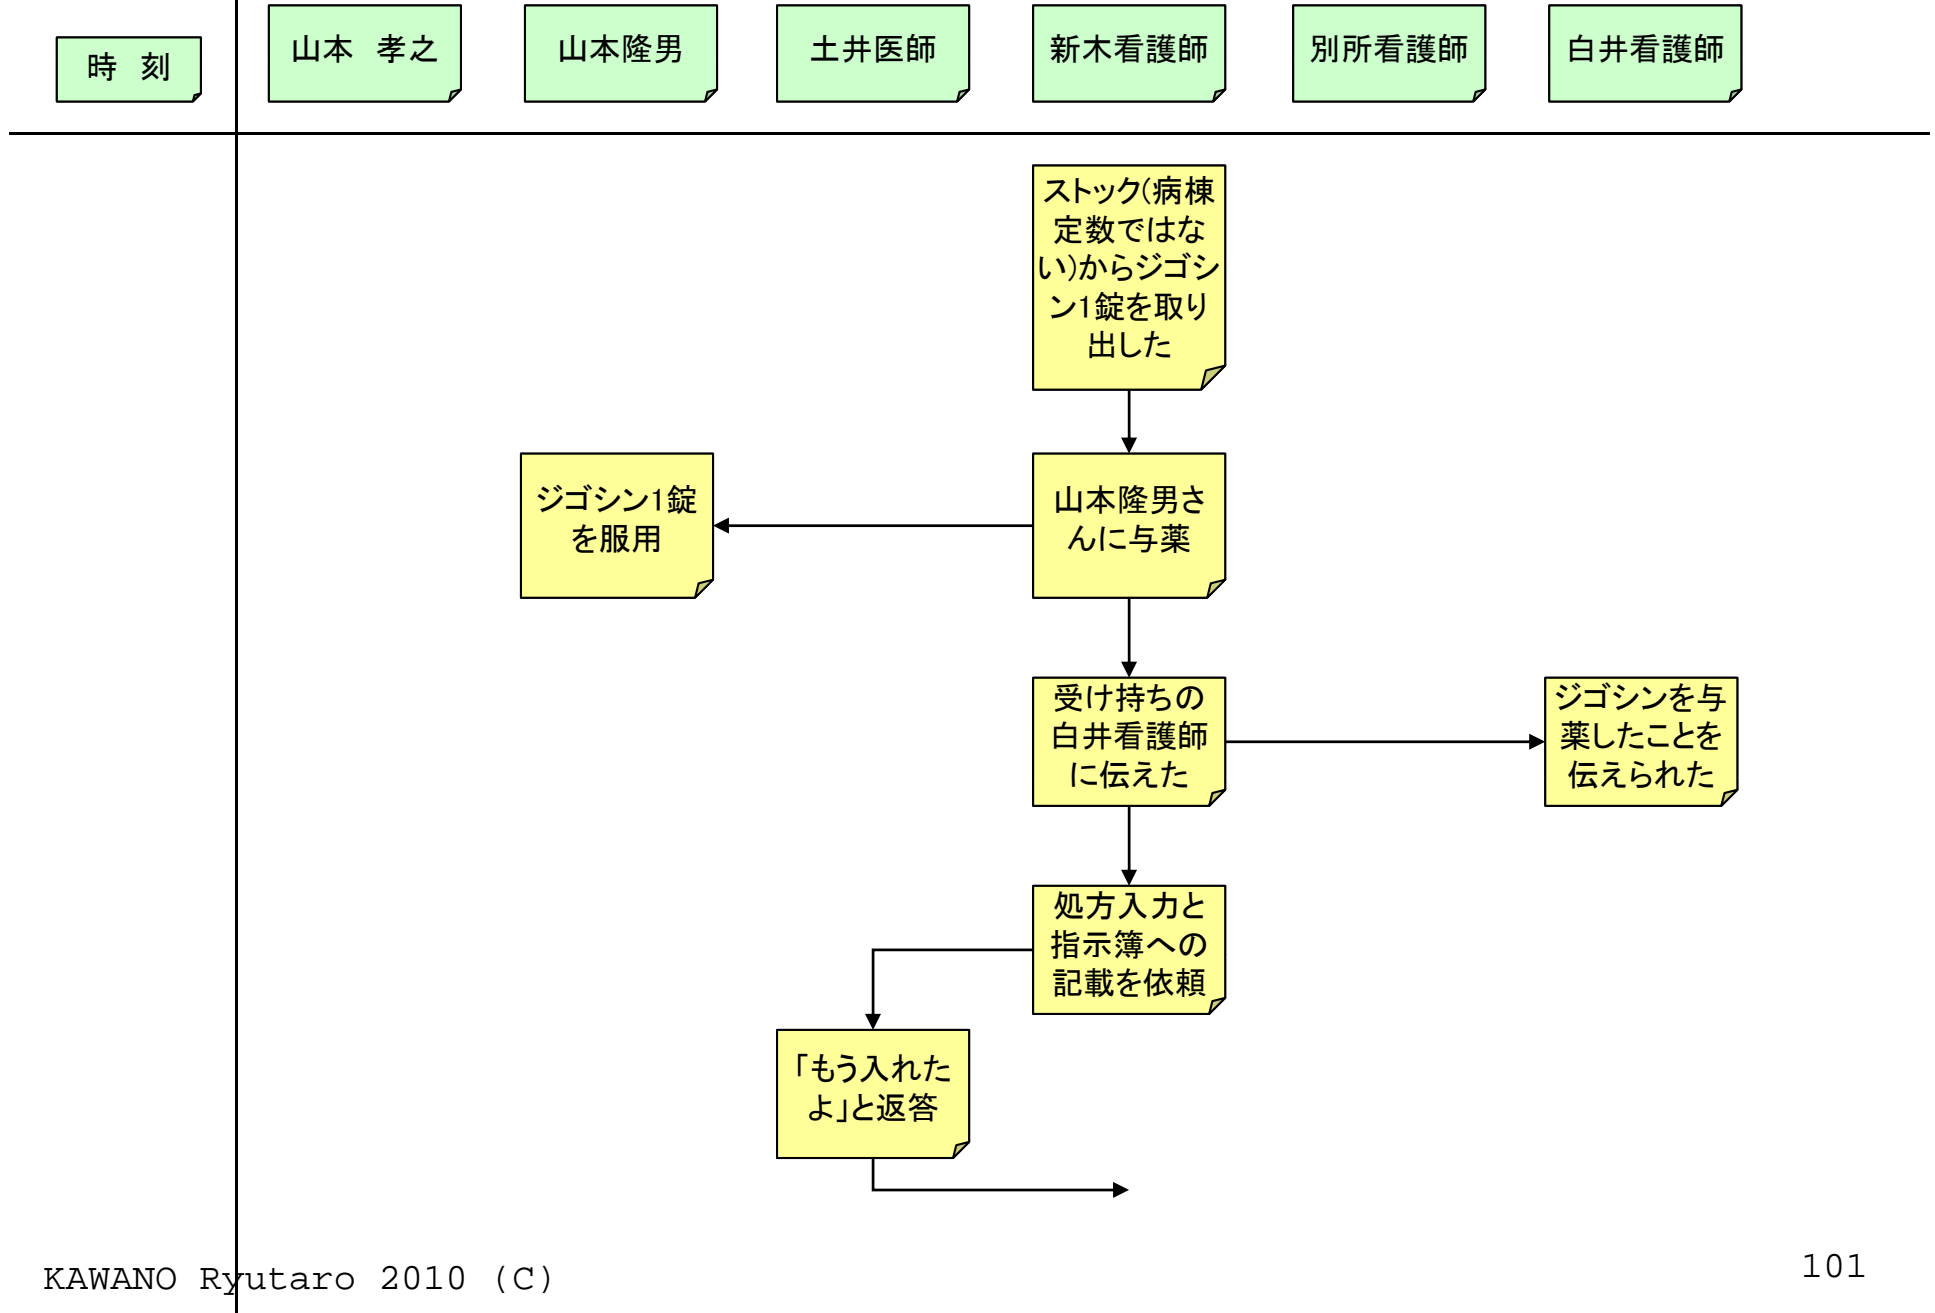 時 刻
山本 孝之
山本隆男
土井医師
新木看護師
別所看護師
白井看護師
ストック(病棟
定数ではな
い)からジゴシ
ン1錠を取り
出した
ジゴシン1錠
を服用
山本隆男さ
んに与薬
受け持ちの
白井看護師
に伝えた
ジゴシンを与
薬したことを
伝えられた
処方入力と
指示簿への
記載を依頼
「もう入れた
よ」と返答
KAWANO Ryutaro 2010 (C)
101